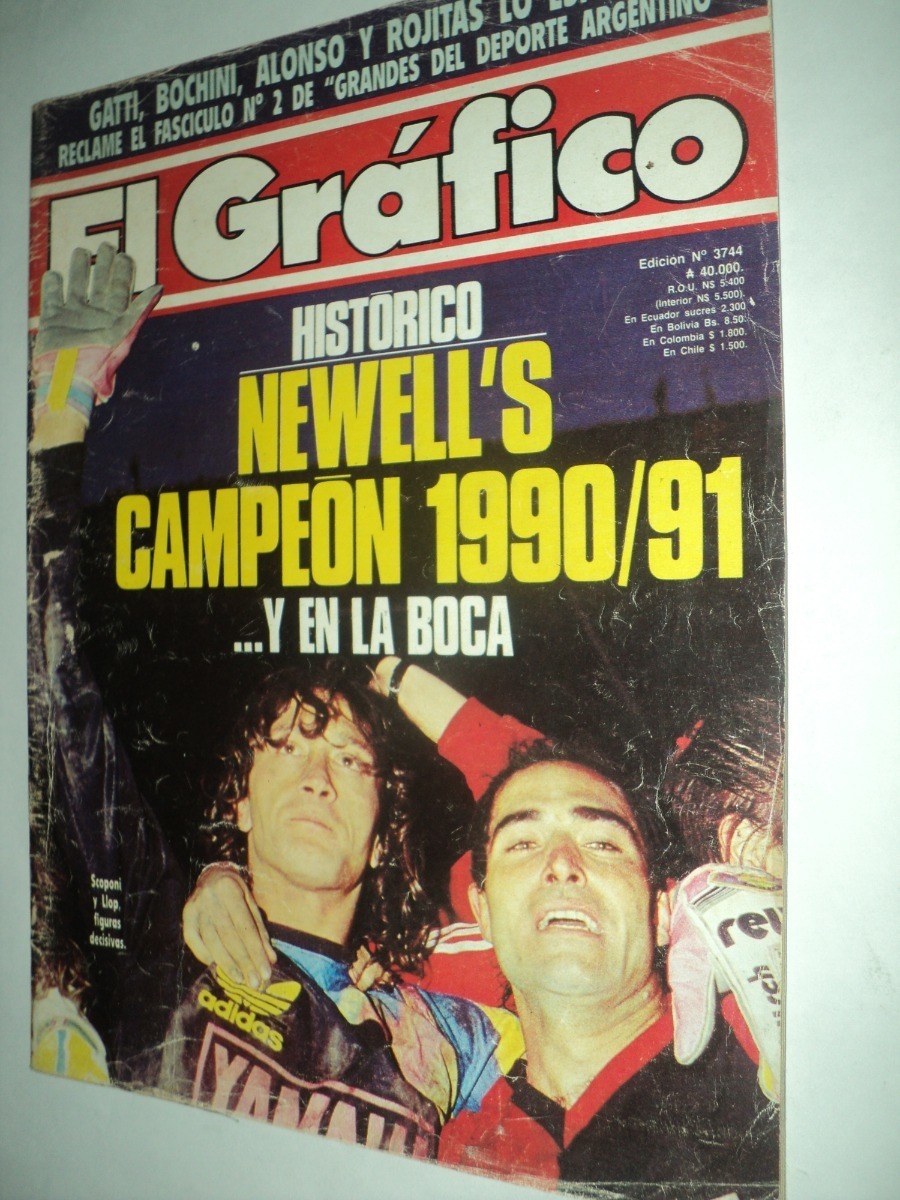 GATTI, BOCHINI, ALONSO Y ROJITAS LO
RECLAME EL FASCICULO Nº 2 DE "GRANDES DEL DEPORTE ARGENTINO
El Gráfico
Edición Nº 3744
₳ 40.000.
R.O.U. N$ 5.400
(Interior N$ 5.500).
En Ecuador sucres 2.300
En Bolivia Bs. 8.50.
En Colombia $ 1.800.
En Chile $ 1.500.
HISTÓRICO
NEWELL'S
CAMPEÓN 1990/91
...Y EN LA BOCA
Scoponi
y Llop,
figuras
decisivas.
adidas
YAMAH
reu